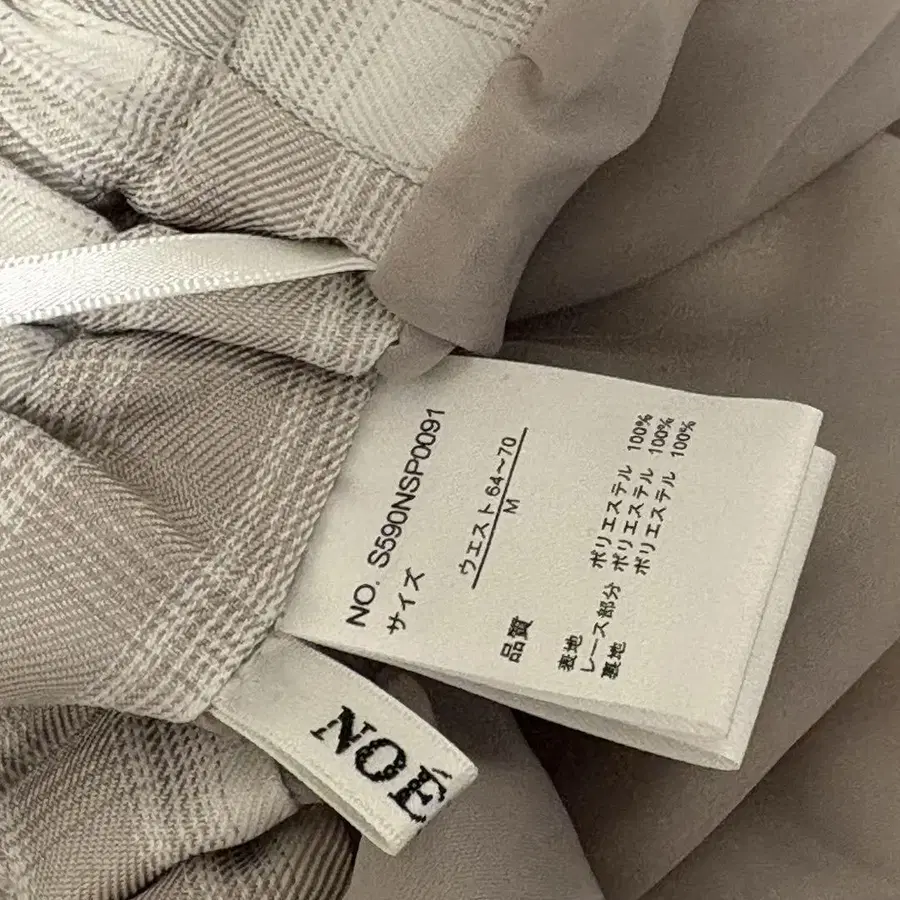 NO. S590NSP0091
サイズ
ウエスト 64～70
M
品質
表地 ポリエステル 100%
レース部分 ポリエステル 100%
裏地 ポリエステル 100%
NOE